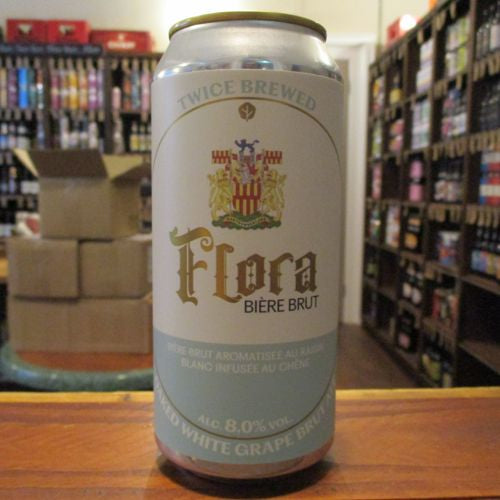 TWICE BREWED
Flora
BIÈRE BRUT
BIÈRE BRUT AROMATISÉE AU RAISIN
BLANC INFUSÉE AU CHÊNE
ALC. 8,0% VOL.
WHITE GRAPE BRUT